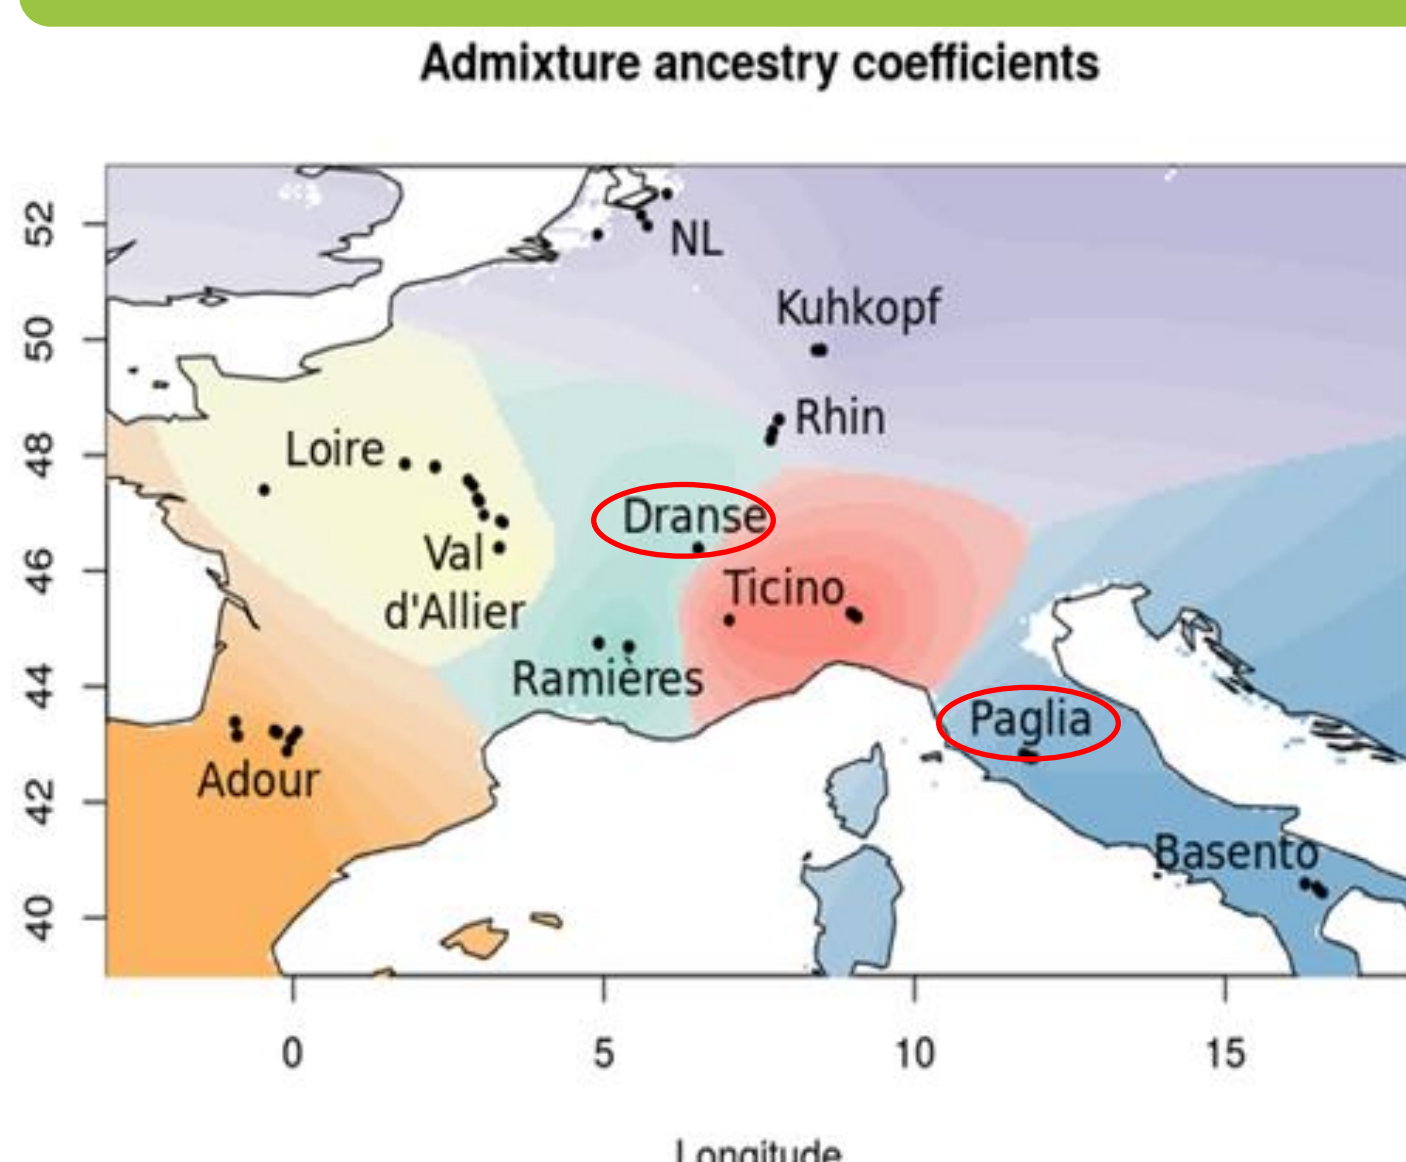 Admixture ancestry coefficients
52
50
48
46
44
42
40
NL
Kuhkopf
Rhin
Loire
Dranse
Val
d'Allier
Ticino
Ramières
Paglia
Adour
Basento
0
5
10
15
Longitude